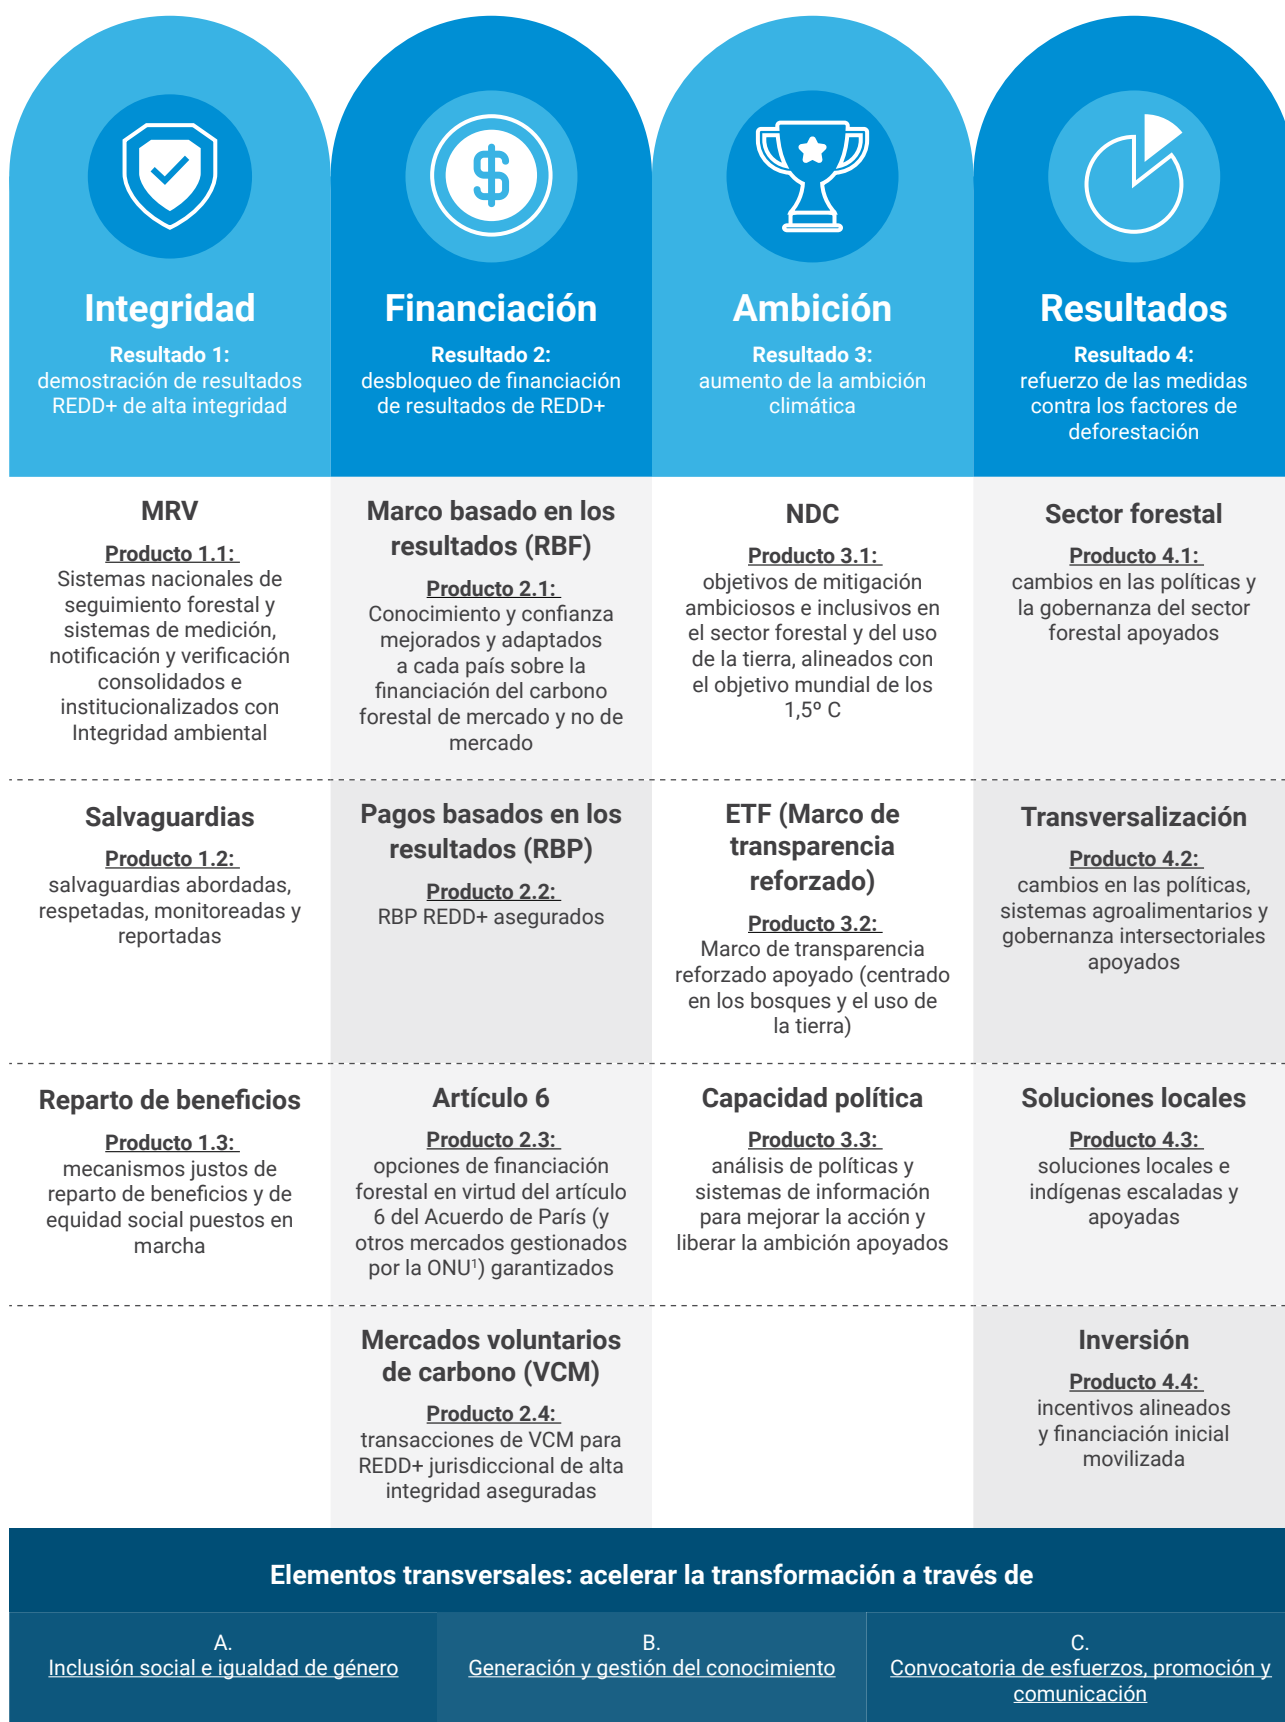 Integridad
Resultado 1:
demostración de resultados
REDD+ de alta integridad
Financiación
Resultado 2:
desbloqueo de financiación
de resultados de REDD+
Ambición
Resultado 3:
aumento de la ambición
climática
Resultados
Resultado 4:
refuerzo de las medidas
contra los factores de
deforestación
MRV
Producto 1.1:
Sistemas nacionales de
seguimiento forestal y
sistemas de medición,
notificación y verificación
consolidados e
institucionalizados con
Integridad ambiental
Marco basado en los
resultados (RBF)
Producto 2.1:
Conocimiento y confianza
mejorados y adaptados
a cada país sobre la
financiación del carbono
forestal de mercado y no de
mercado
NDC
Producto 3.1:
objetivos de mitigación
ambiciosos e inclusivos en
el sector forestal y del uso
de la tierra, alineados con
el objetivo mundial de los
1,5º C
Sector forestal
Producto 4.1:
cambios en las políticas y
la gobernanza del sector
forestal apoyados
Salvaguardias
Producto 1.2:
salvaguardias abordadas,
respetadas, monitoreadas y
reportadas
Pagos basados en los
resultados (RBP)
Producto 2.2:
RBP REDD+ asegurados
ETF (Marco de
transparencia
reforzado)
Producto 3.2:
Marco de transparencia
reforzado apoyado (centrado
en los bosques y el uso de
la tierra)
Transversalización
Producto 4.2:
cambios en las políticas,
sistemas agroalimentarios y
gobernanza intersectoriales
apoyados
Reparto de beneficios
Producto 1.3:
mecanismos justos de
reparto de beneficios y de
equidad social puestos en
marcha
Artículo 6
Producto 2.3:
opciones de financiación
forestal en virtud del artículo
6 del Acuerdo de París (y
otros mercados gestionados
por la ONU¹) garantizados
Capacidad política
Producto 3.3:
análisis de políticas y
sistemas de información
para mejorar la acción y
liberar la ambición apoyados
Soluciones locales
Producto 4.3:
soluciones locales e
indígenas escaladas y
apoyadas
Mercados voluntarios
de carbono (VCM)
Producto 2.4:
transacciones de VCM para
REDD+ jurisdiccional de alta
integridad aseguradas
Inversión
Producto 4.4:
incentivos alineados
y financiación inicial
movilizada
Elementos transversales: acelerar la transformación a través de
A.
Inclusión social e igualdad de género
B.
Generación y gestión del conocimiento
C.
Convocatoria de esfuerzos, promoción y
comunicación